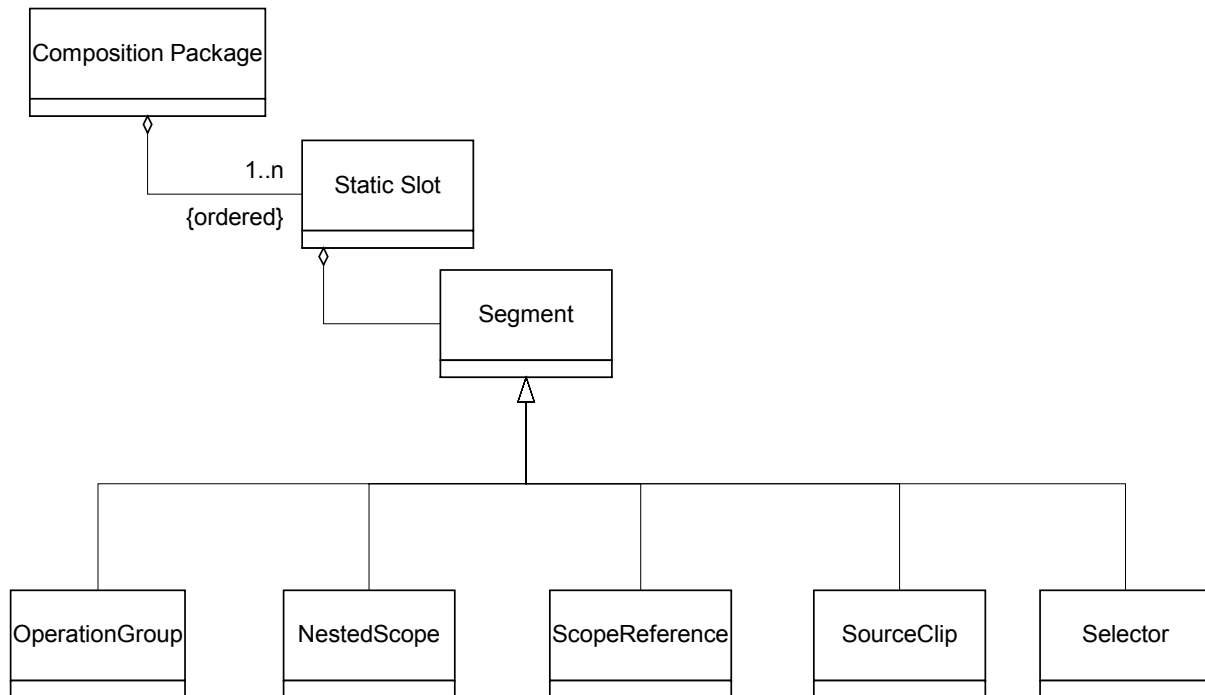 Composition Package
1..n
Static Slot
{ordered}
Segment
OperationGroup
NestedScope
ScopeReference
SourceClip
Selector